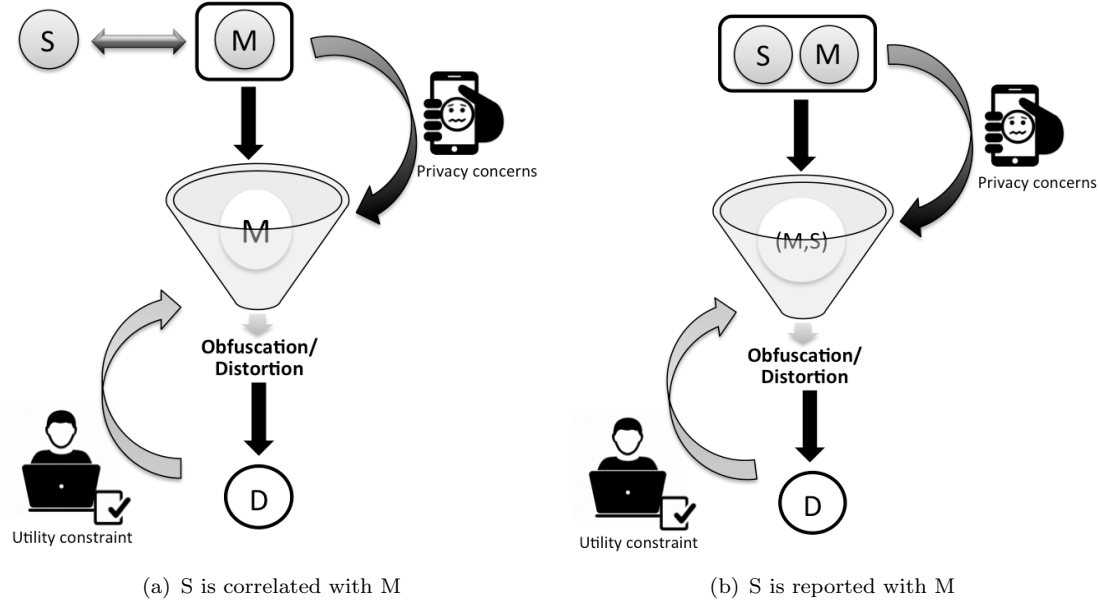 S
M
Privacy concerns
M
Obfuscation/
Distortion
D
Utility constraint
(a) S is correlated with M
S
M
Privacy concerns
(M,S)
Obfuscation/
Distortion
D
Utility constraint
(b) S is reported with M